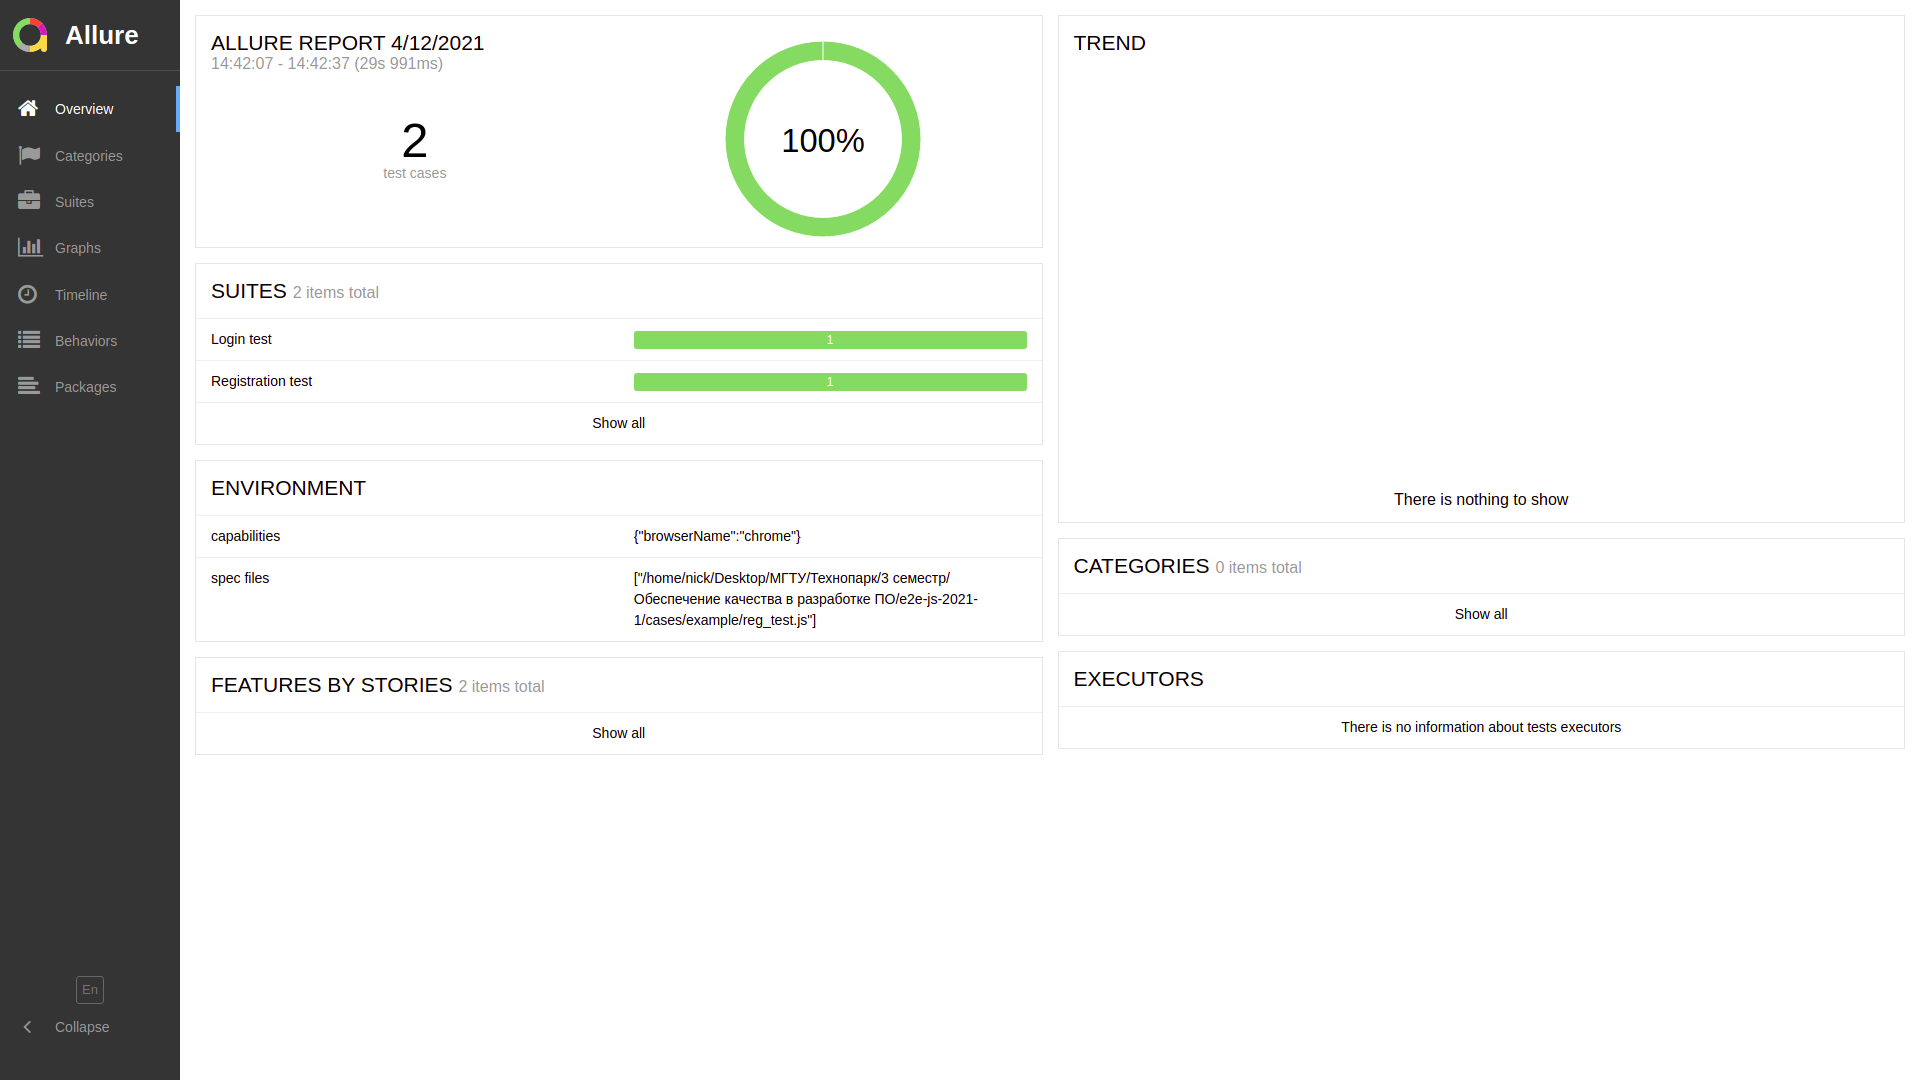 Allure
Overview
Categories
Suites
Graphs
Timeline
Behaviors
Packages
En
Collapse
ALLURE REPORT 4/12/2021
14:42:07 - 14:42:37 (29s 991ms)
2
test cases
100%
SUITES 2 items total
Login test 1
Registration test 1
Show all
ENVIRONMENT
capabilities {"browserName":"chrome"}
spec files ["/home/nick/Desktop/МГТУ/Технопарк/3 семестр/
Обеспечение качества в разработке ПО/e2e-js-2021-
1/cases/example/reg_test.js"]
FEATURES BY STORIES 2 items total
Show all
TREND
There is nothing to show
CATEGORIES 0 items total
Show all
EXECUTORS
There is no information about tests executors